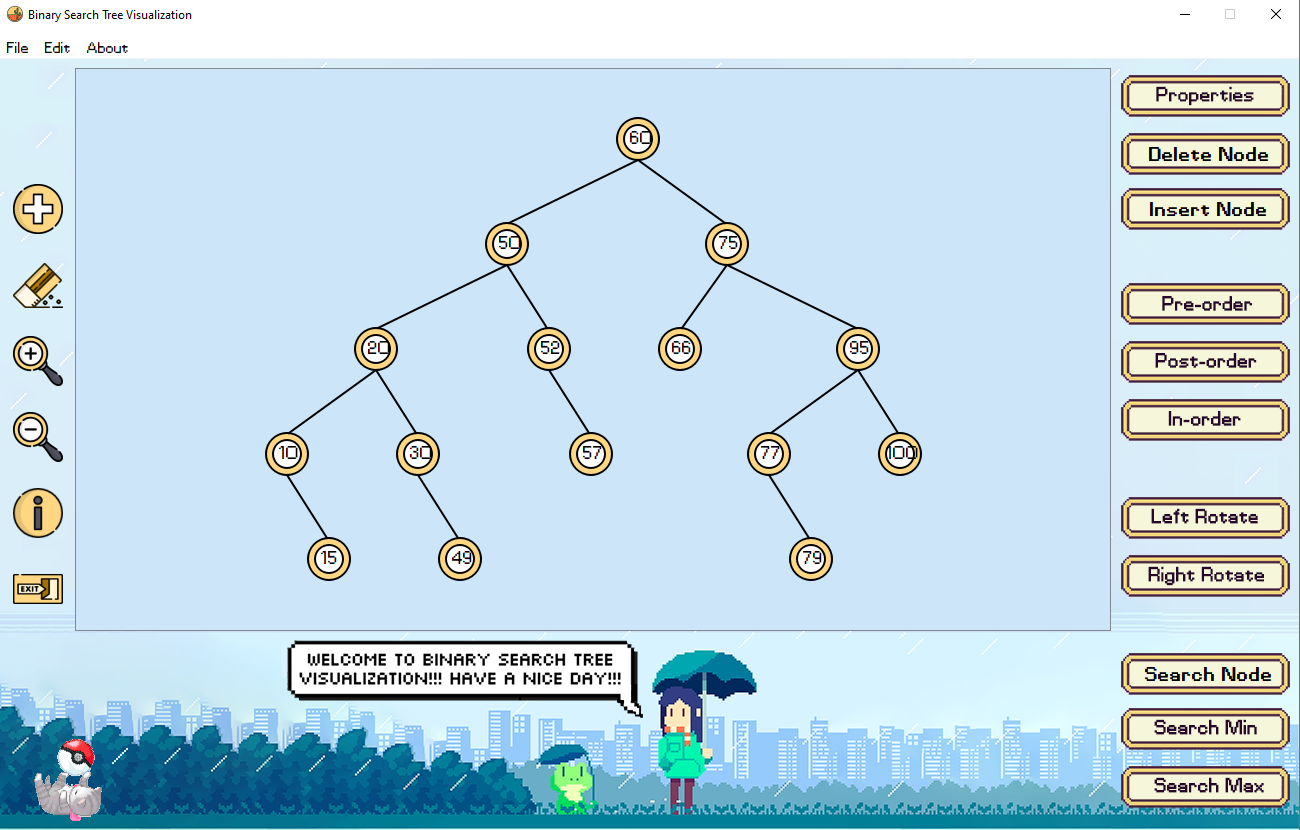 Binary Search Tree Visualization
File Edit About
Properties
Delete Node
Insert Node
Pre-order
Post-order
In-order
Left Rotate
Right Rotate
Search Node
Search Min
Search Max
60
50 75
20 52 66 95
10 30 57 77 100
15 49 79
EXIT
WELCOME TO BINARY SEARCH TREE
VISUALIZATION!!! HAVE A NICE DAY!!!